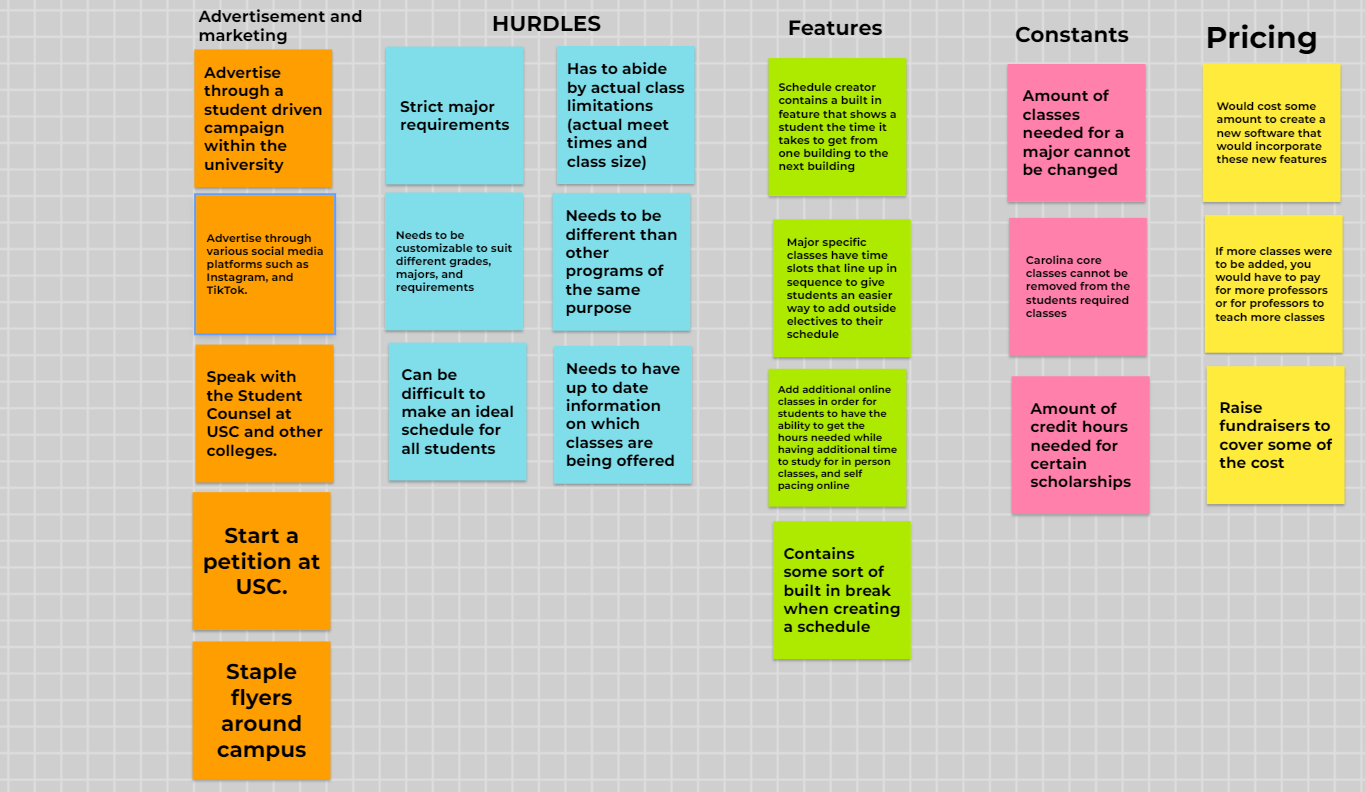 Advertisement and
marketing
Advertise
through a
student driven
campaign
within the
university
Advertise through
various social media
platforms such as
Instagram, and
TikTok.
Speak with
the Student
Counsel at
USC and other
colleges.
Start a
petition at
USC.
Staple
flyers
around
campus
HURDLES
Strict major
requirements
Has to abide
by actual class
limitations
(actual meet
times and
class size)
Needs to be
customizable to suit
different grades,
majors, and
requirements
Needs to be
different than
other
programs of
the same
purpose
Can be
difficult to
make an ideal
schedule for
all students
Needs to have
up to date
information
on which
classes are
being offered
Features
Schedule creator
contains a built in
feature that shows a
student the time it
takes to get from
one building to the
next building
Major specific
classes have time
slots that line up in
sequence to give
students an easier
way to add outside
electives to their
schedule
Add additional online
classes in order for
students to have the
ability to get the
hours needed while
having additional time
to study for in person
classes, and self
pacing online
Contains
some sort of
built in break
when creating
a schedule
Constants
Amount of
classes
needed for a
major cannot
be changed
Carolina core
classes cannot be
removed from the
students required
classes
Amount of
credit hours
needed for
certain
scholarships
Pricing
Would cost some
amount to create a
new software that
would incorporate
these new features
If more classes were
to be added, you
would have to pay
for more professors
or for professors to
teach more classes
Raise
fundraisers to
cover some of
the cost